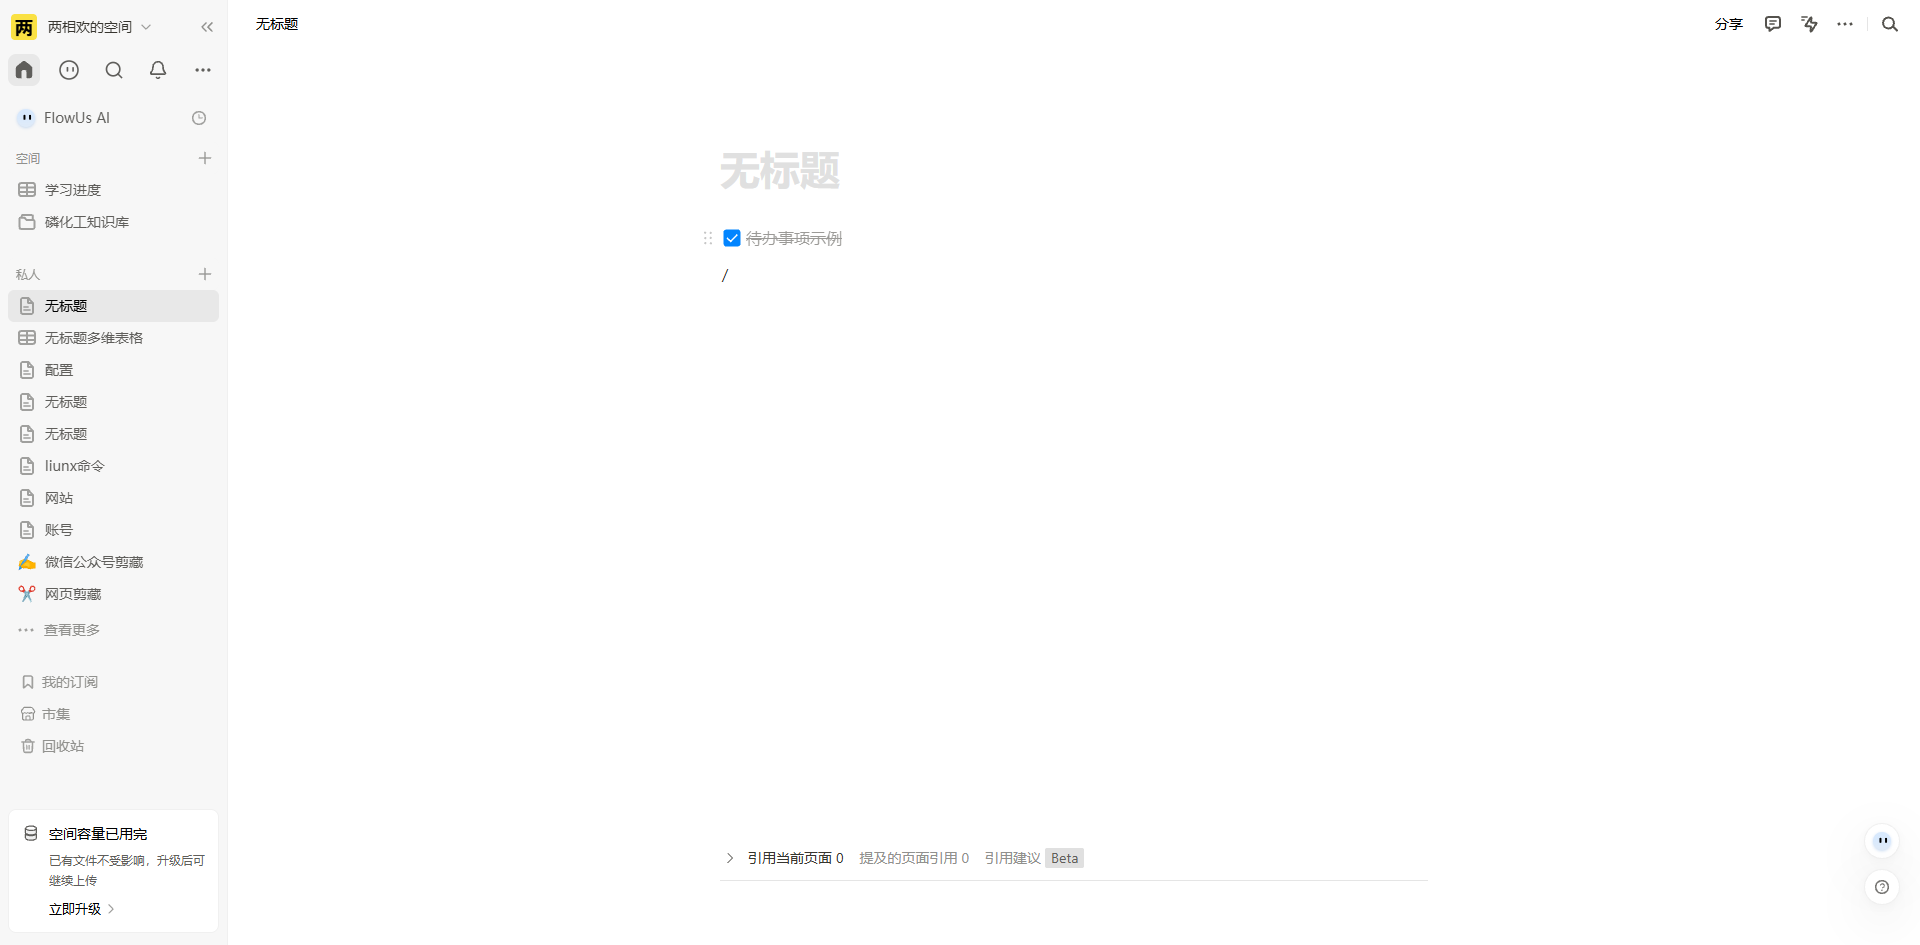 两 两相欢的空间
FlowUs AI
空间
学习进度
磷化工知识库
私人
无标题
无标题多维表格
配置
无标题
无标题
liunx命令
网站
账号
微信公众号剪藏
网页剪藏
查看更多
我的订阅
市集
回收站
空间容量已用完
已有文件不受影响，升级后可
继续上传
立即升级
无标题
分享
无标题
待办事项示例
/
引用当前页面 0 提及的页面引用 0 引用建议 Beta